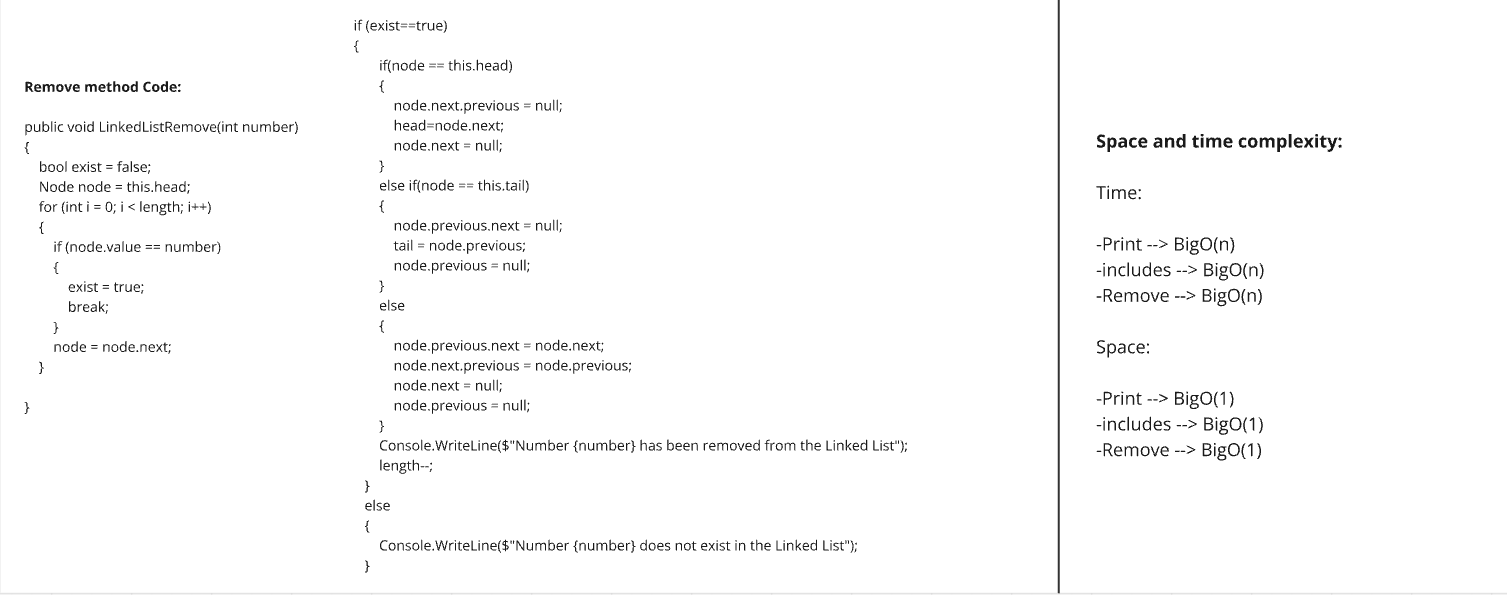 Remove method Code:
public void LinkedListRemove(int number)
{
bool exist = false;
Node node = this.head;
for (int i = 0; i < length; i++)
{
if (node.value == number)
{
exist = true;
break;
}
node = node.next;
}
}
if (exist==true)
{
if(node == this.head)
{
node.next.previous = null;
head=node.next;
node.next = null;
}
else if(node == this.tail)
{
node.previous.next = null;
tail = node.previous;
node.previous = null;
}
else
{
node.previous.next = node.next;
node.next.previous = node.previous;
node.next = null;
node.previous = null;
}
Console.WriteLine($"Number {number} has been removed from the Linked List");
length--;
}
else
{
Console.WriteLine($"Number {number} does not exist in the Linked List");
}
Space and time complexity:
Time:
-Print --> BigO(n)
-includes --> BigO(n)
-Remove --> BigO(n)
Space:
-Print --> BigO(1)
-includes --> BigO(1)
-Remove --> BigO(1)